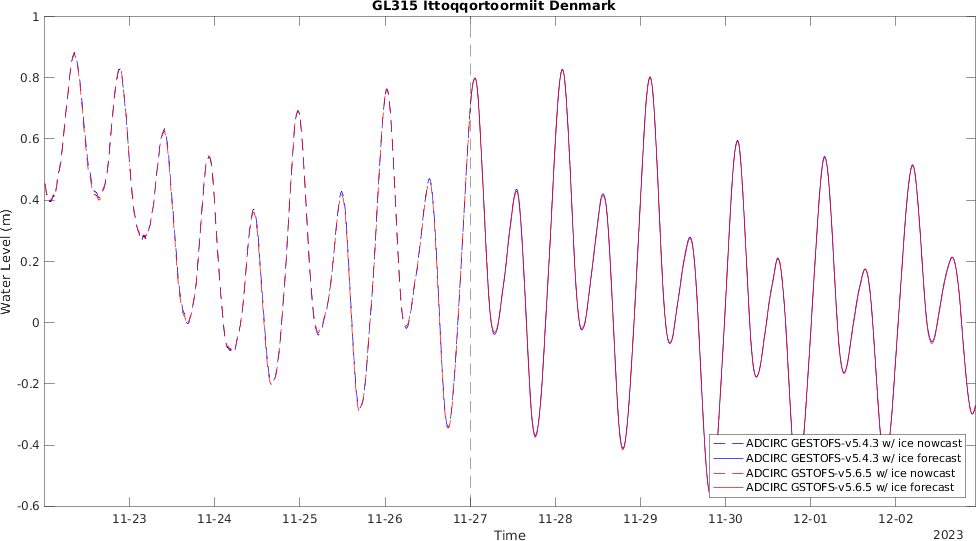 GL315 Ittoqqortoormiit Denmark
1
0.8
0.6
0.4
0.2
0
-0.2
-0.4
-0.6
Water Level (m)
ADCIRC GESTOFS-v5.4.3 w/ ice nowcast
ADCIRC GESTOFS-v5.4.3 w/ ice forecast
ADCIRC GSTOFS-v5.6.5 w/ ice nowcast
ADCIRC GSTOFS-v5.6.5 w/ ice forecast
11-23 11-24 11-25 11-26 11-27 11-28 11-29 11-30 12-01 12-02
Time
2023